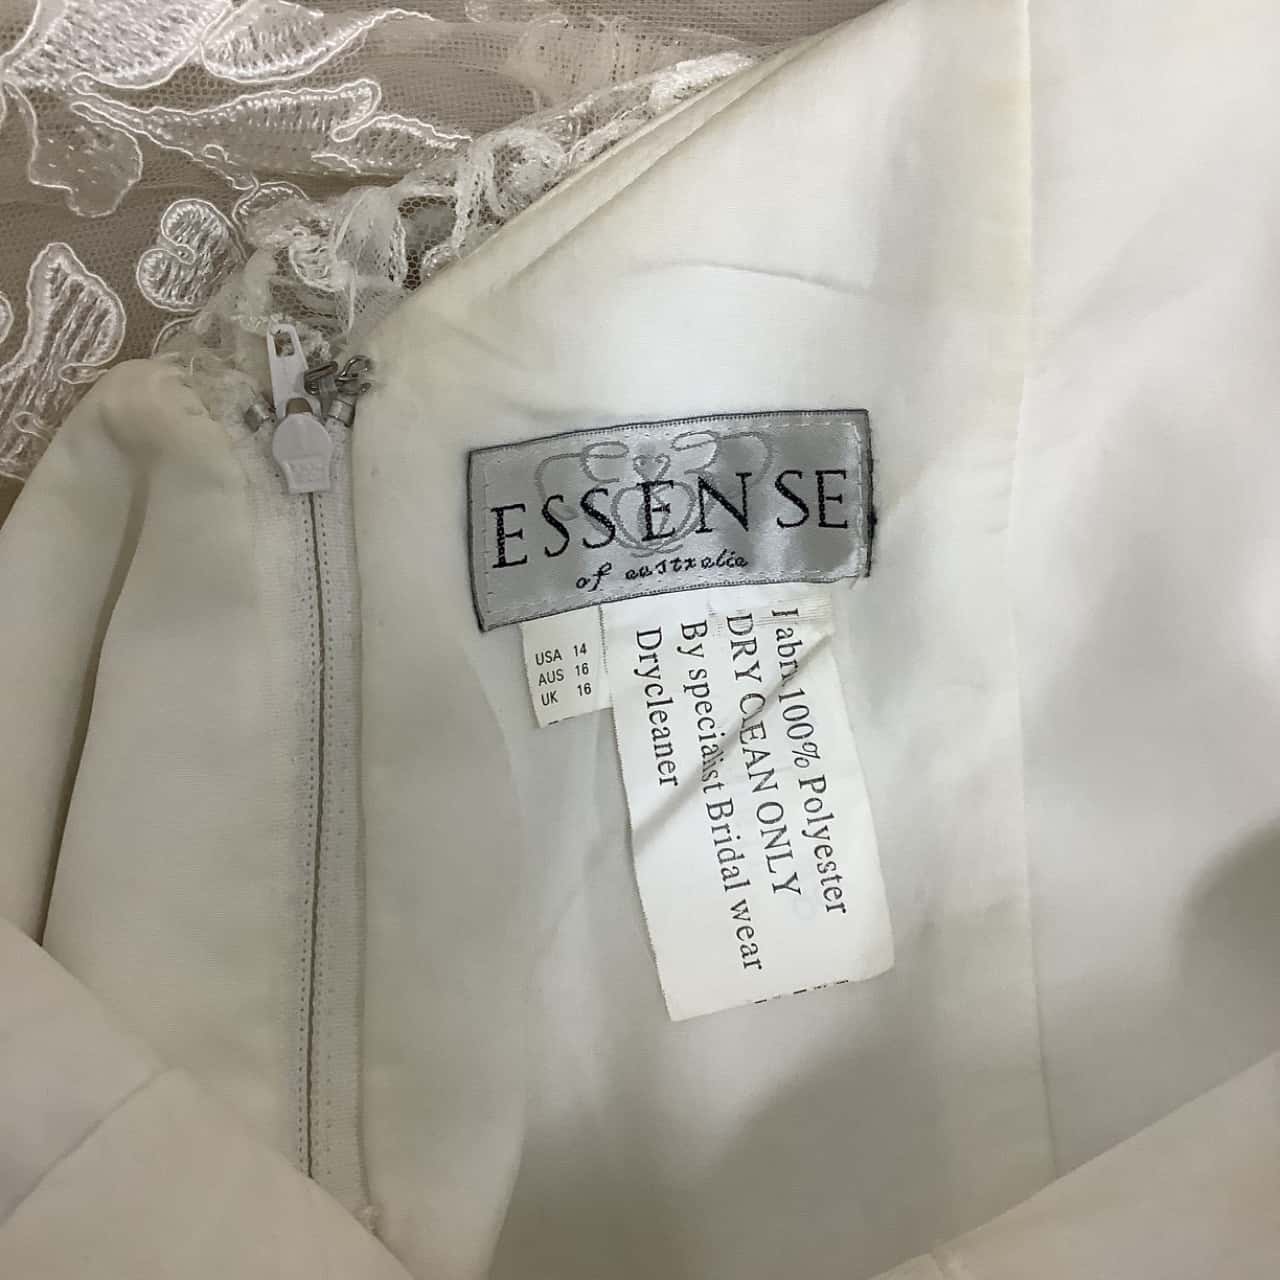 ESSENSE
of australia
USA 14
AUS 16
UK 16
Fabri 100% Polyester
DRY CLEAN ONLY
By specialist Bridal wear
Drycleaner